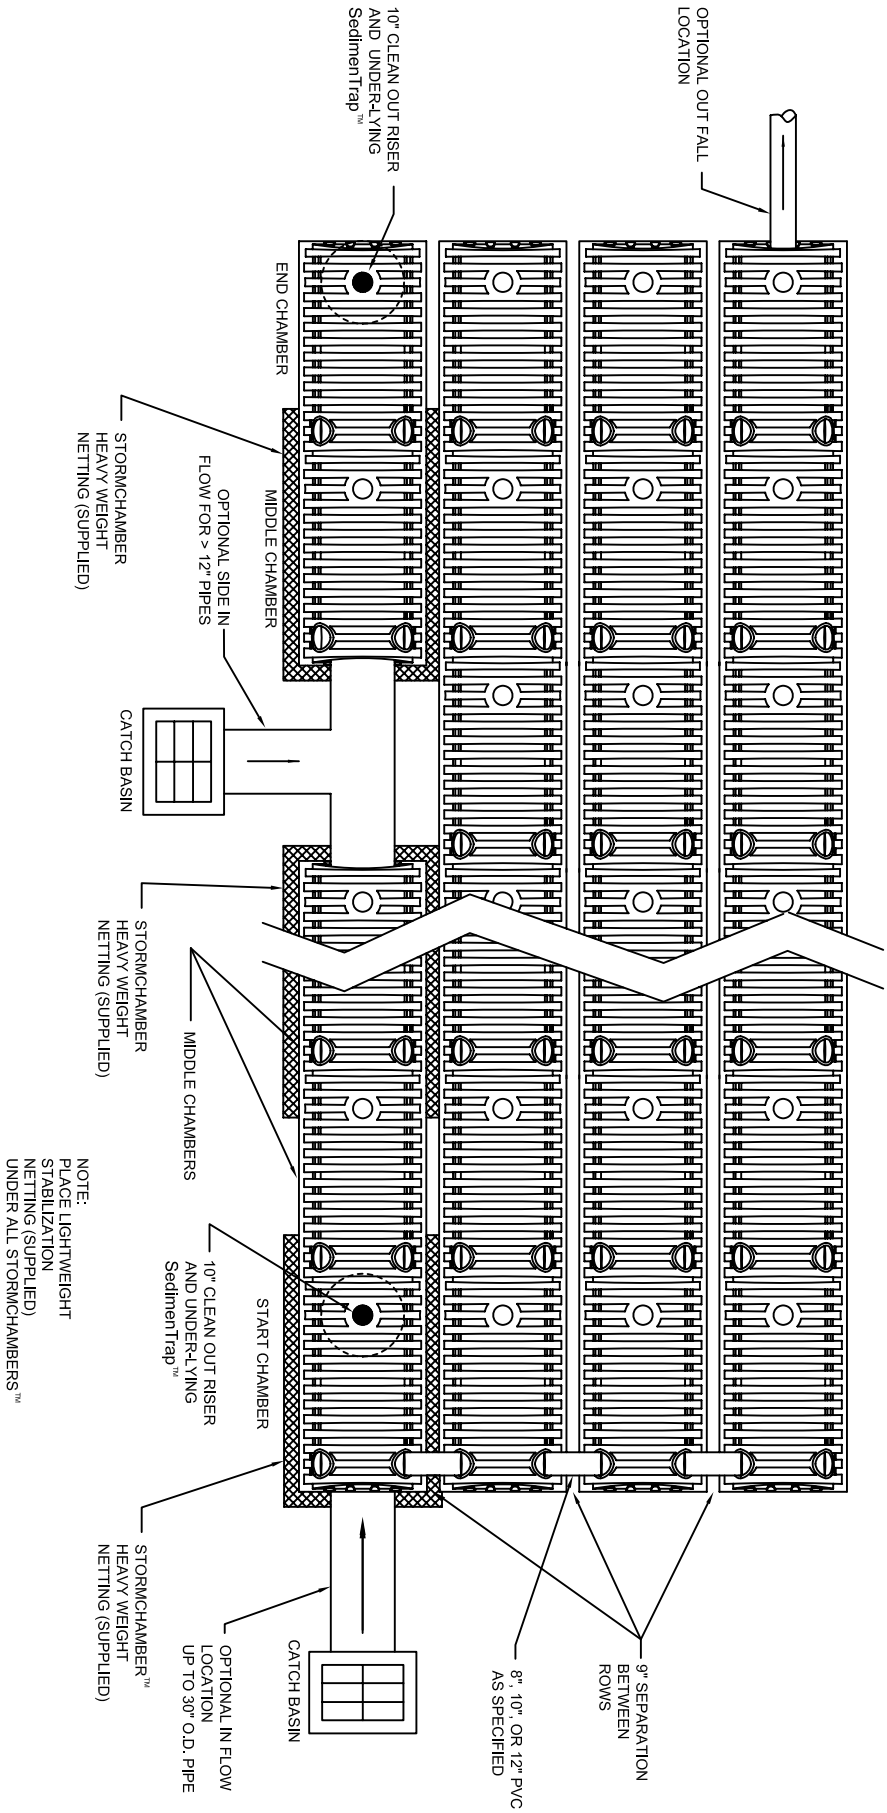 OPTIONAL OUT FALL
LOCATION
10" CLEAN OUT RISER
AND UNDER-LYING
SedimenTrap™
END CHAMBER
STORMCHAMBER
HEAVY WEIGHT
NETTING (SUPPLIED)
MIDDLE CHAMBER
OPTIONAL SIDE IN
FLOW FOR > 12" PIPES
CATCH BASIN
STORMCHAMBER
HEAVY WEIGHT
NETTING (SUPPLIED)
MIDDLE CHAMBERS
NOTE:
PLACE LIGHTWEIGHT
STABILIZATION
NETTING (SUPPLIED)
UNDER ALL STORMCHAMBERS™
10" CLEAN OUT RISER
AND UNDER-LYING
SedimenTrap™
START CHAMBER
STORMCHAMBER™
HEAVY WEIGHT
NETTING (SUPPLIED)
OPTIONAL IN FLOW
LOCATION
UP TO 30" O.D. PIPE
CATCH BASIN
8", 10", OR 12" PVC
AS SPECIFIED
9" SEPARATION
BETWEEN
ROWS